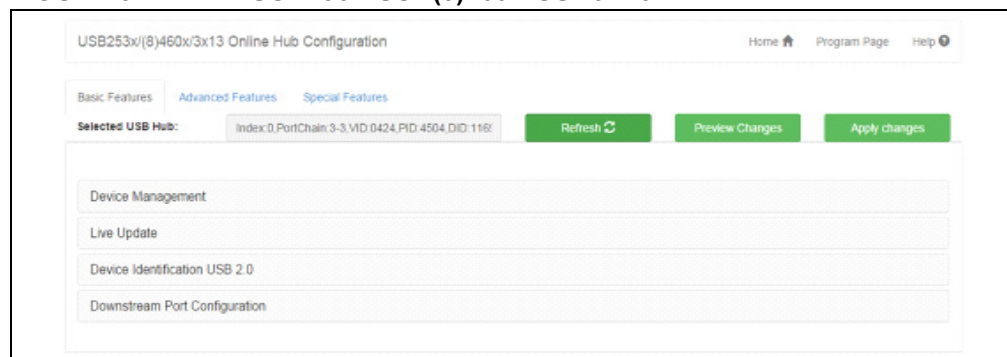 USB253x/(8)460x/3x13 Online Hub Configuration Home Program Page Help
Basic Features Advanced Features Special Features
Selected USB Hub: Index:0,PortChain:3-3,VID:0424,PID:4504,DID:116 Refresh Preview Changes Apply changes
Device Management
Live Update
Device Identification USB 2.0
Downstream Port Configuration